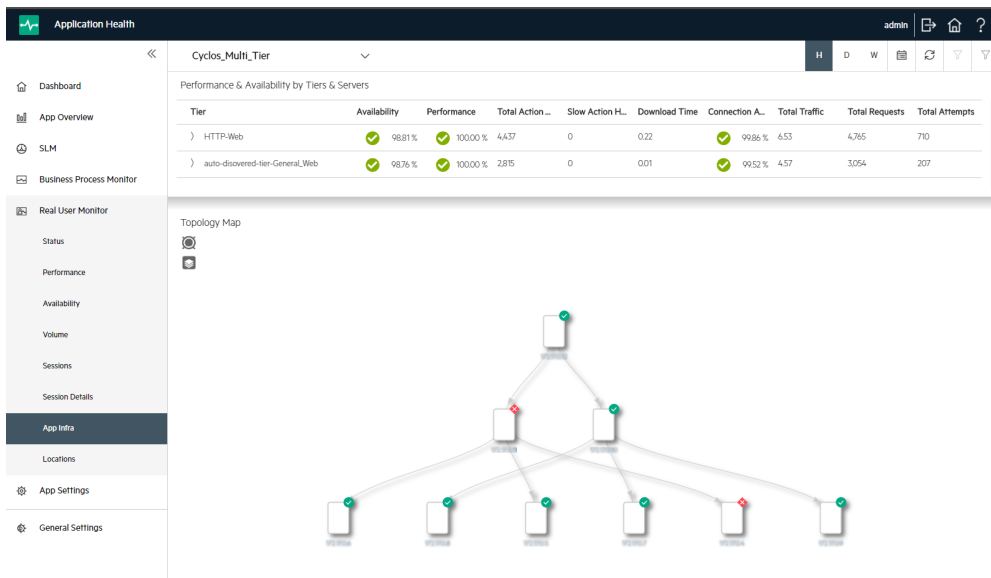 Application Health
admin
Cyclos_Multi_Tier
H D W
Dashboard
App Overview
SLM
Business Process Monitor
Real User Monitor
Status
Performance
Availability
Volume
Sessions
Session Details
App Infra
Locations
App Settings
General Settings
Performance & Availability by Tiers & Servers
Tier Availability Performance Total Action ... Slow Action H... Download Time Connection A... Total Traffic Total Requests Total Attempts
HTTP-Web 98.81 % 100.00 % 4,437 0 0.22 99.86 % 6.53 4,765 710
auto-disovered-tier-General_Web 98.76 % 100.00 % 2,815 0 0.01 99.52 % 4.57 3,054 207
Topology Map